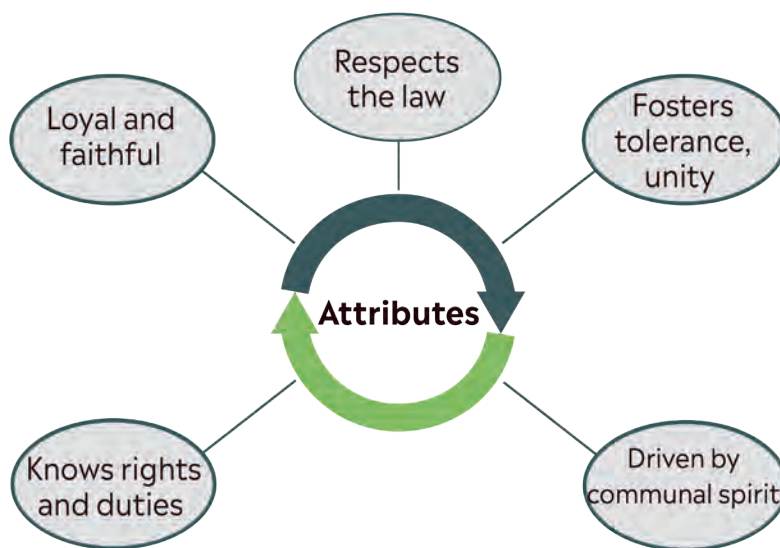 Respects
the law
Loyal and
faithful
Fosters
tolerance,
unity
Attributes
Knows rights
and duties
Driven by
communal spirit